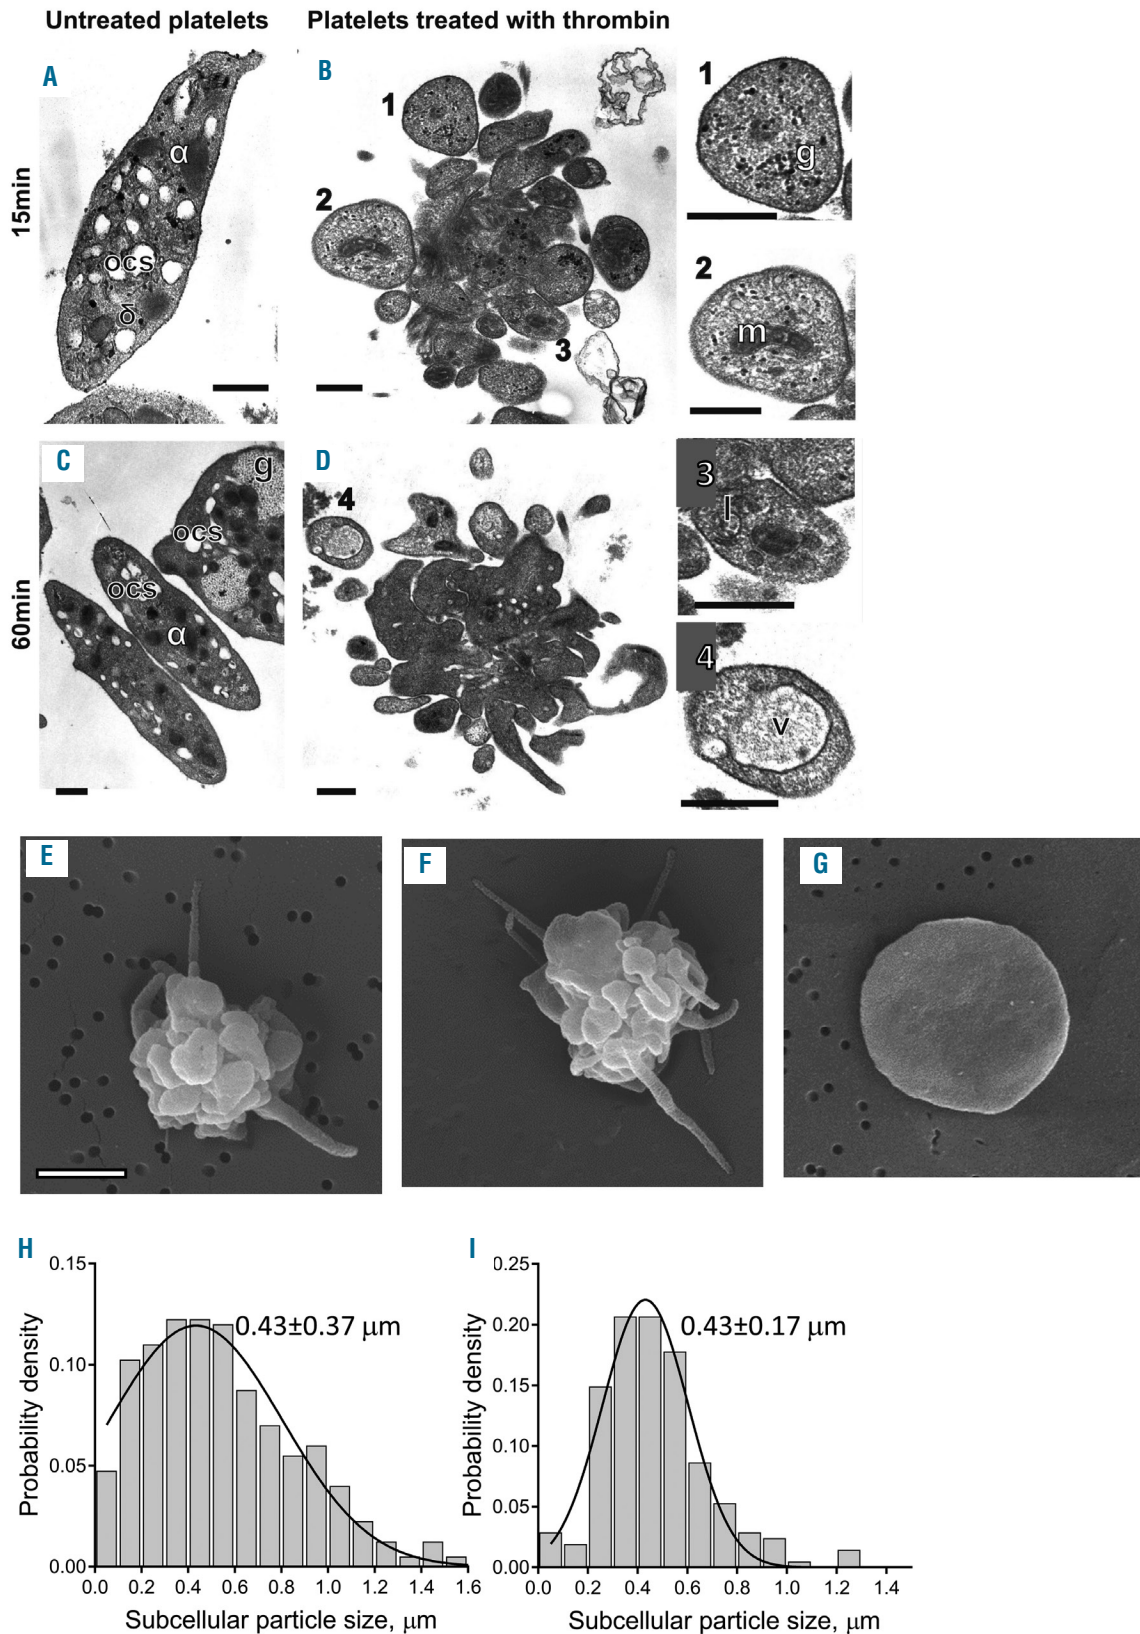 Untreated platelets
Platelets treated with thrombin
15min
A
α
ocs
δ
B
1
2
3
1
g
2
m
60min
C
g
ocs
ocs
α
D
4
3
l
4
v
E
F
G
H
Probability density
0.15
0.10
0.05
0.00
0.43±0.37 μm
0.0 0.2 0.4 0.6 0.8 1.0 1.2 1.4 1.6
Subcellular particle size, μm
I
Probability density
0.25
0.20
0.15
0.10
0.05
0.00
0.43±0.17 μm
0.0 0.2 0.4 0.6 0.8 1.0 1.2 1.4
Subcellular particle size, μm